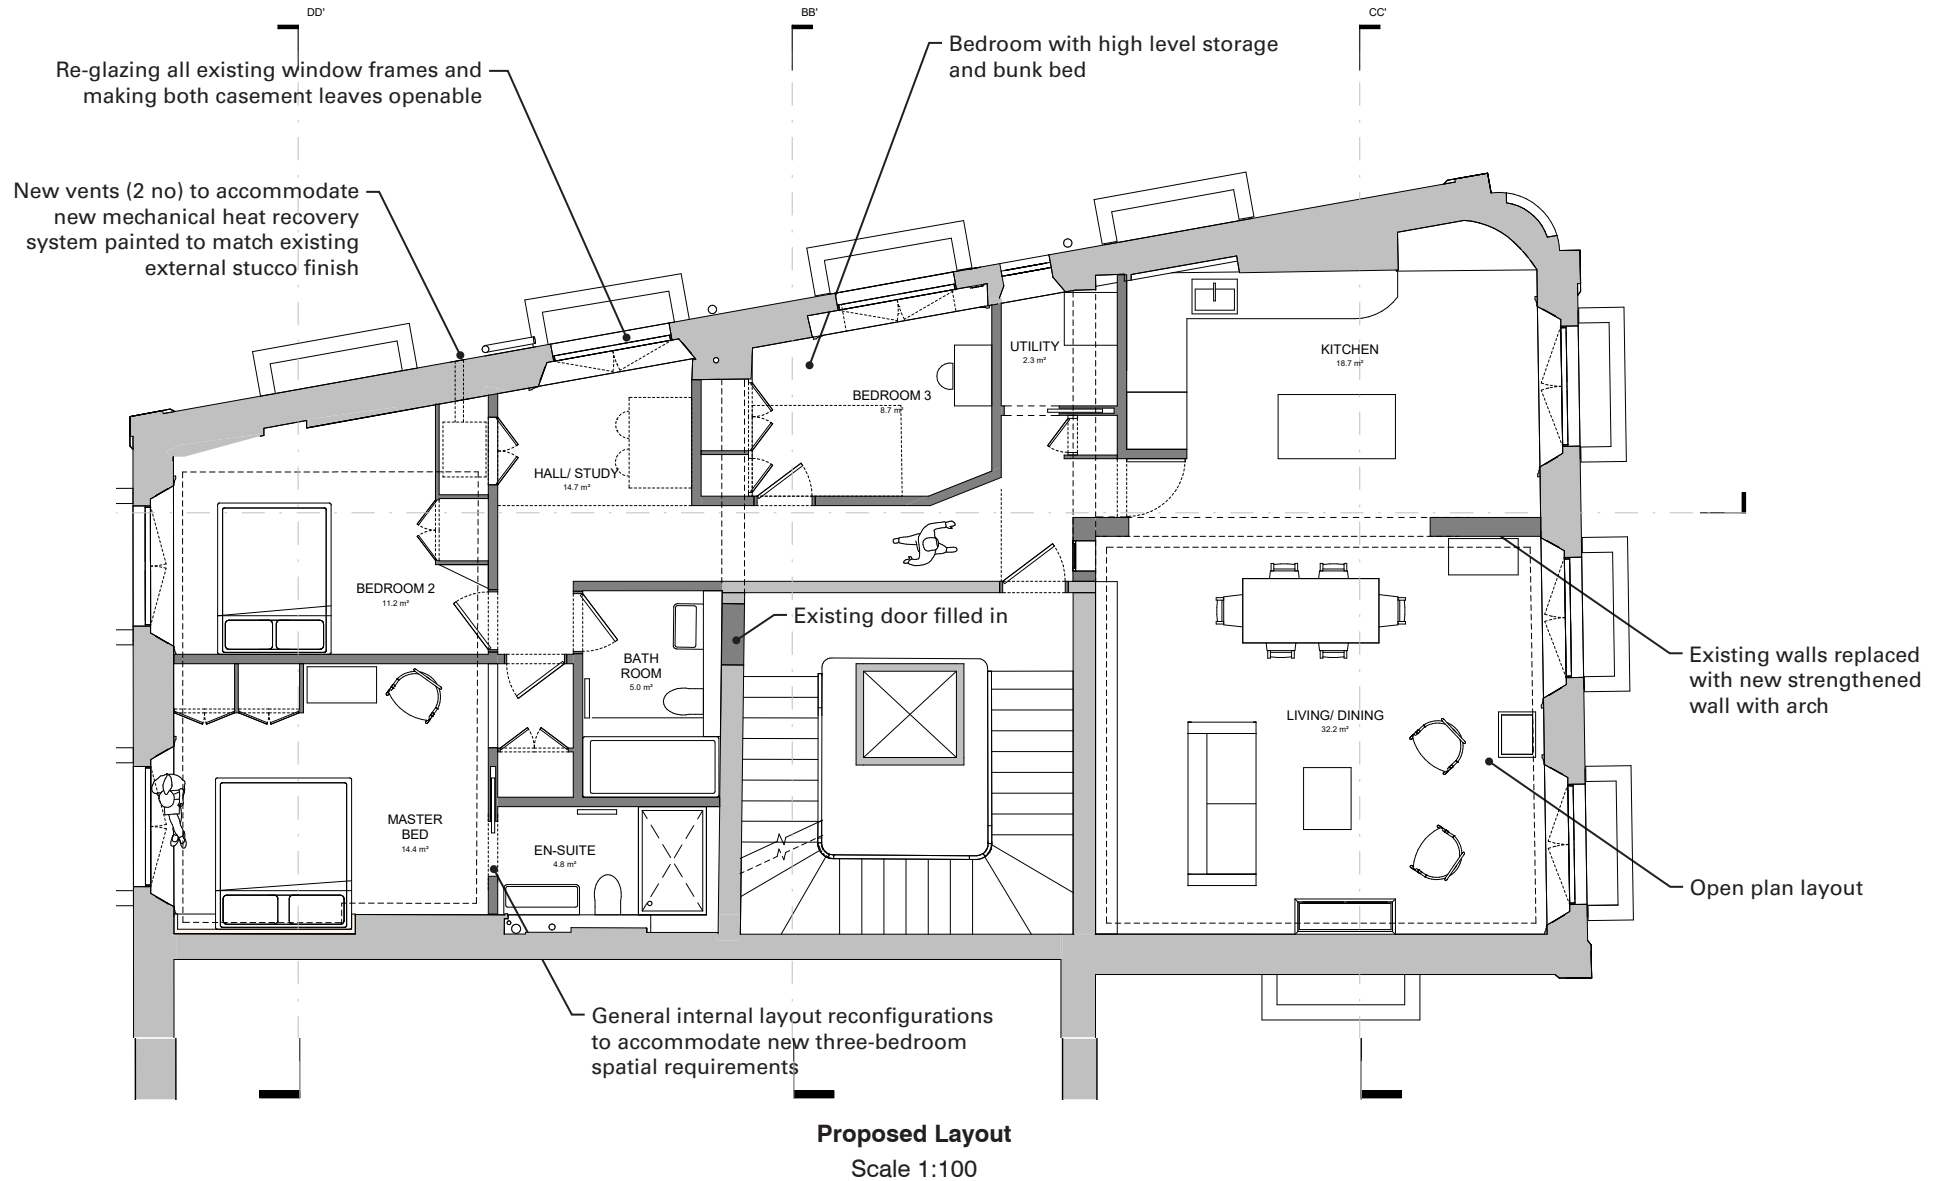 DD'
BB'
CC'
Re-glazing all existing window frames and
making both casement leaves openable
Bedroom with high level storage
and bunk bed
New vents (2 no) to accommodate
new mechanical heat recovery
system painted to match existing
external stucco finish
UTILITY
2.3 m²
KITCHEN
18.7 m²
BEDROOM 3
8.7 m²
HALL/ STUDY
14.7 m²
BEDROOM 2
11.2 m²
Existing door filled in
BATH
ROOM
5.0 m²
Existing walls replaced
with new strengthened
wall with arch
LIVING/ DINING
32.2 m²
MASTER
BED
14.4 m²
EN-SUITE
4.8 m²
Open plan layout
General internal layout reconfigurations
to accommodate new three-bedroom
spatial requirements
Proposed Layout
Scale 1:100